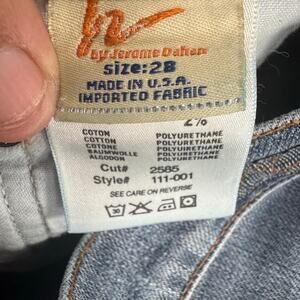 by Jerome Dahan
size:28
MADE IN U.S.A.
IMPORTED FABRIC
2%
COTTON POLYURETHANE
COTON POLYURETHANE
COTONE POLYURETHANE
BAUMWOLLE POLYURETHANE
ALGODON POLYURETHANE
Cut# 2585
Style# 111-001
SEE CARE ON REVERSE
30